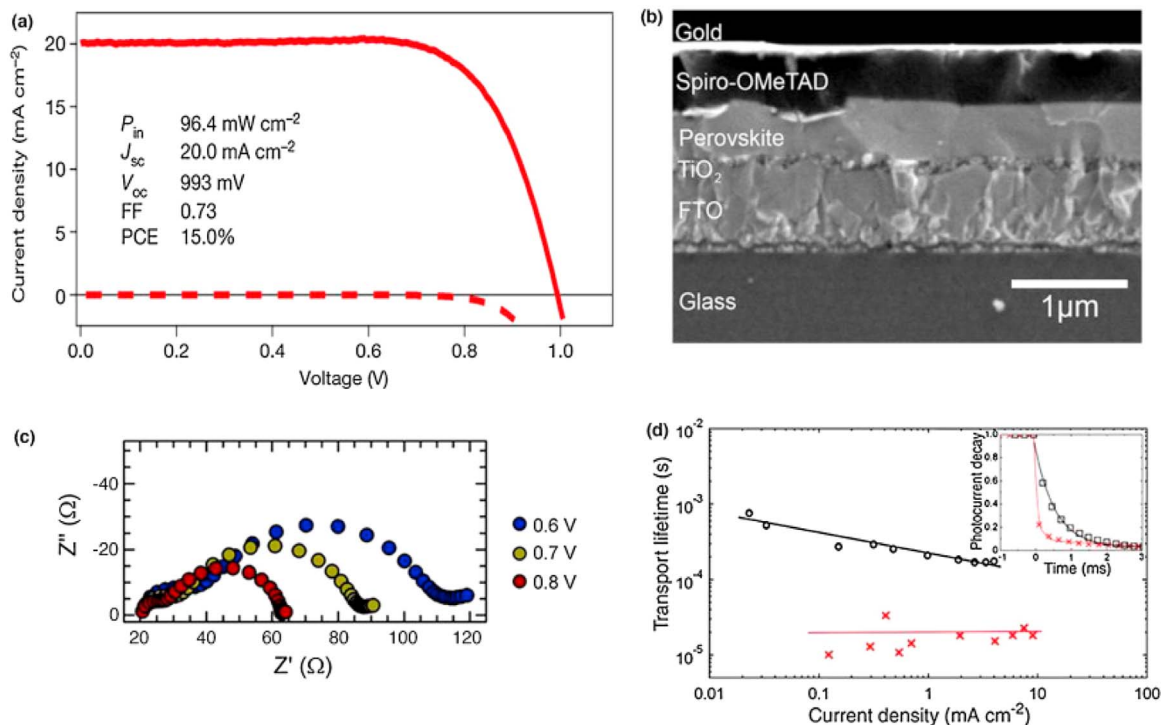 (a)
Current density (mA cm⁻²)
20
15
10
5
0
P_in 96.4 mW cm⁻²
J_sc 20.0 mA cm⁻²
V_oc 993 mV
FF 0.73
PCE 15.0%
0.0 0.2 0.4 0.6 0.8 1.0
Voltage (V)
(b)
Gold
Spiro-OMeTAD
Perovskite
TiO₂
FTO
Glass
1µm
(c)
Z'' (Ω)
-40
-20
0
20 40 60 80 100 120
Z' (Ω)
0.6 V
0.7 V
0.8 V
(d)
Transport lifetime (s)
10⁻²
10⁻³
10⁻⁴
10⁻⁵
0.01 0.1 1 10 100
Current density (mA cm⁻²)
Photocurrent decay
1.0
0.8
0.6
0.4
0.2
-1 0 1 2 3
Time (ms)